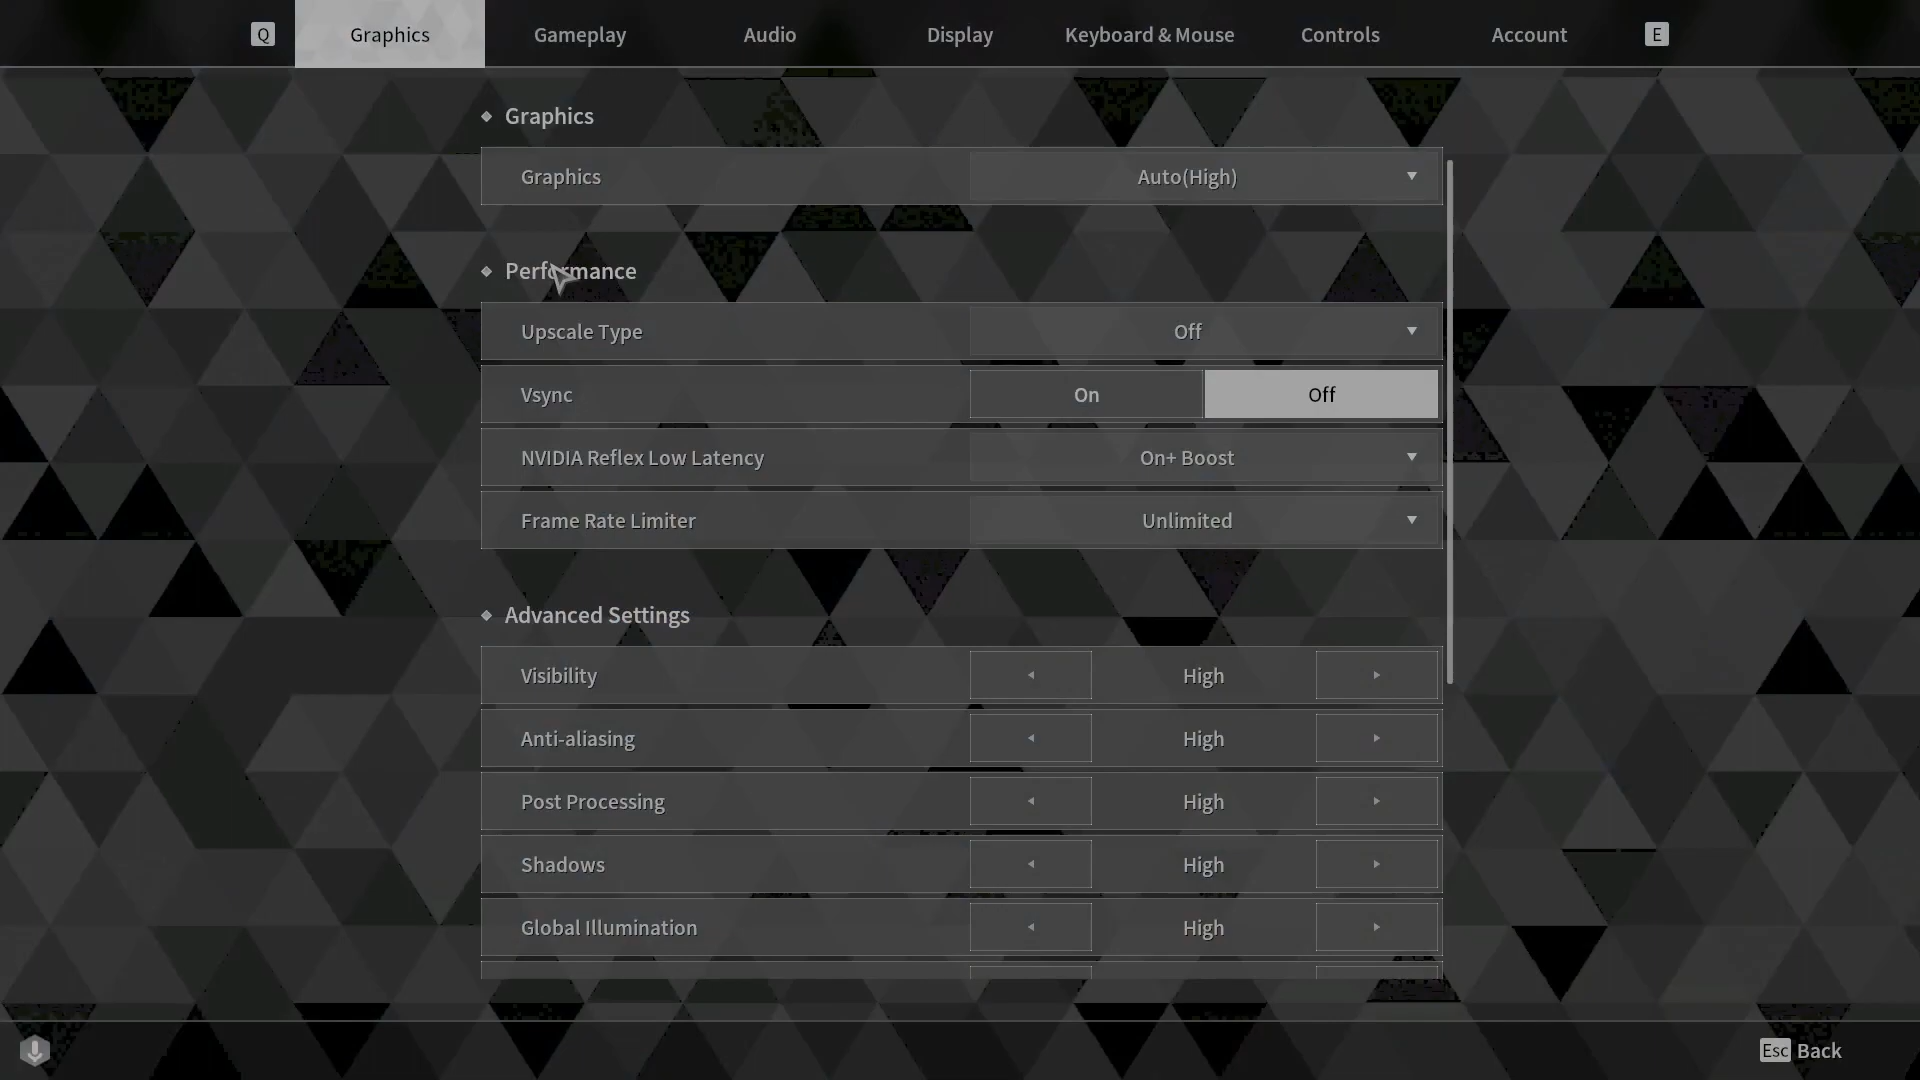 Q Graphics Gameplay Audio Display Keyboard & Mouse Controls Account E
Graphics
Graphics Auto(High)
Performance
Upscale Type Off
Vsync On Off
NVIDIA Reflex Low Latency On+ Boost
Frame Rate Limiter Unlimited
Advanced Settings
Visibility High
Anti-aliasing High
Post Processing High
Shadows High
Global Illumination High
Esc Back